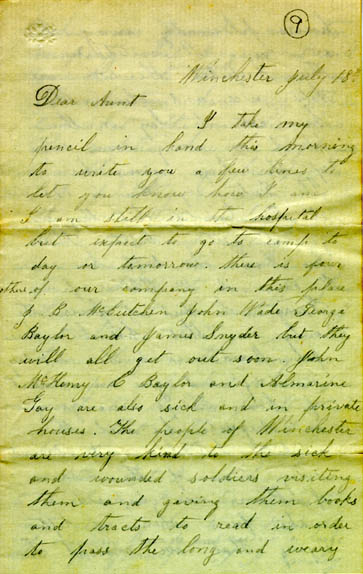 9
Winchester July 18th
Dear Aunt
I take my
pencil in hand this morning
to write you a few lines to
let you know how I am
I am still in the hospital
but expect to go to camp to
day or tomorrow. there is four
others of our company in this place
J B McCutchen John Wade George
Baylor and James Snyder but they
will all get out soon. John
McHenry C Baylor and Almarine
Gay are also sick and in private
houses. The people of Winchester
are very kind to the sick
and wounded soldiers visiting
them and giving them books
and tracts to read in order
to pass the long and weary